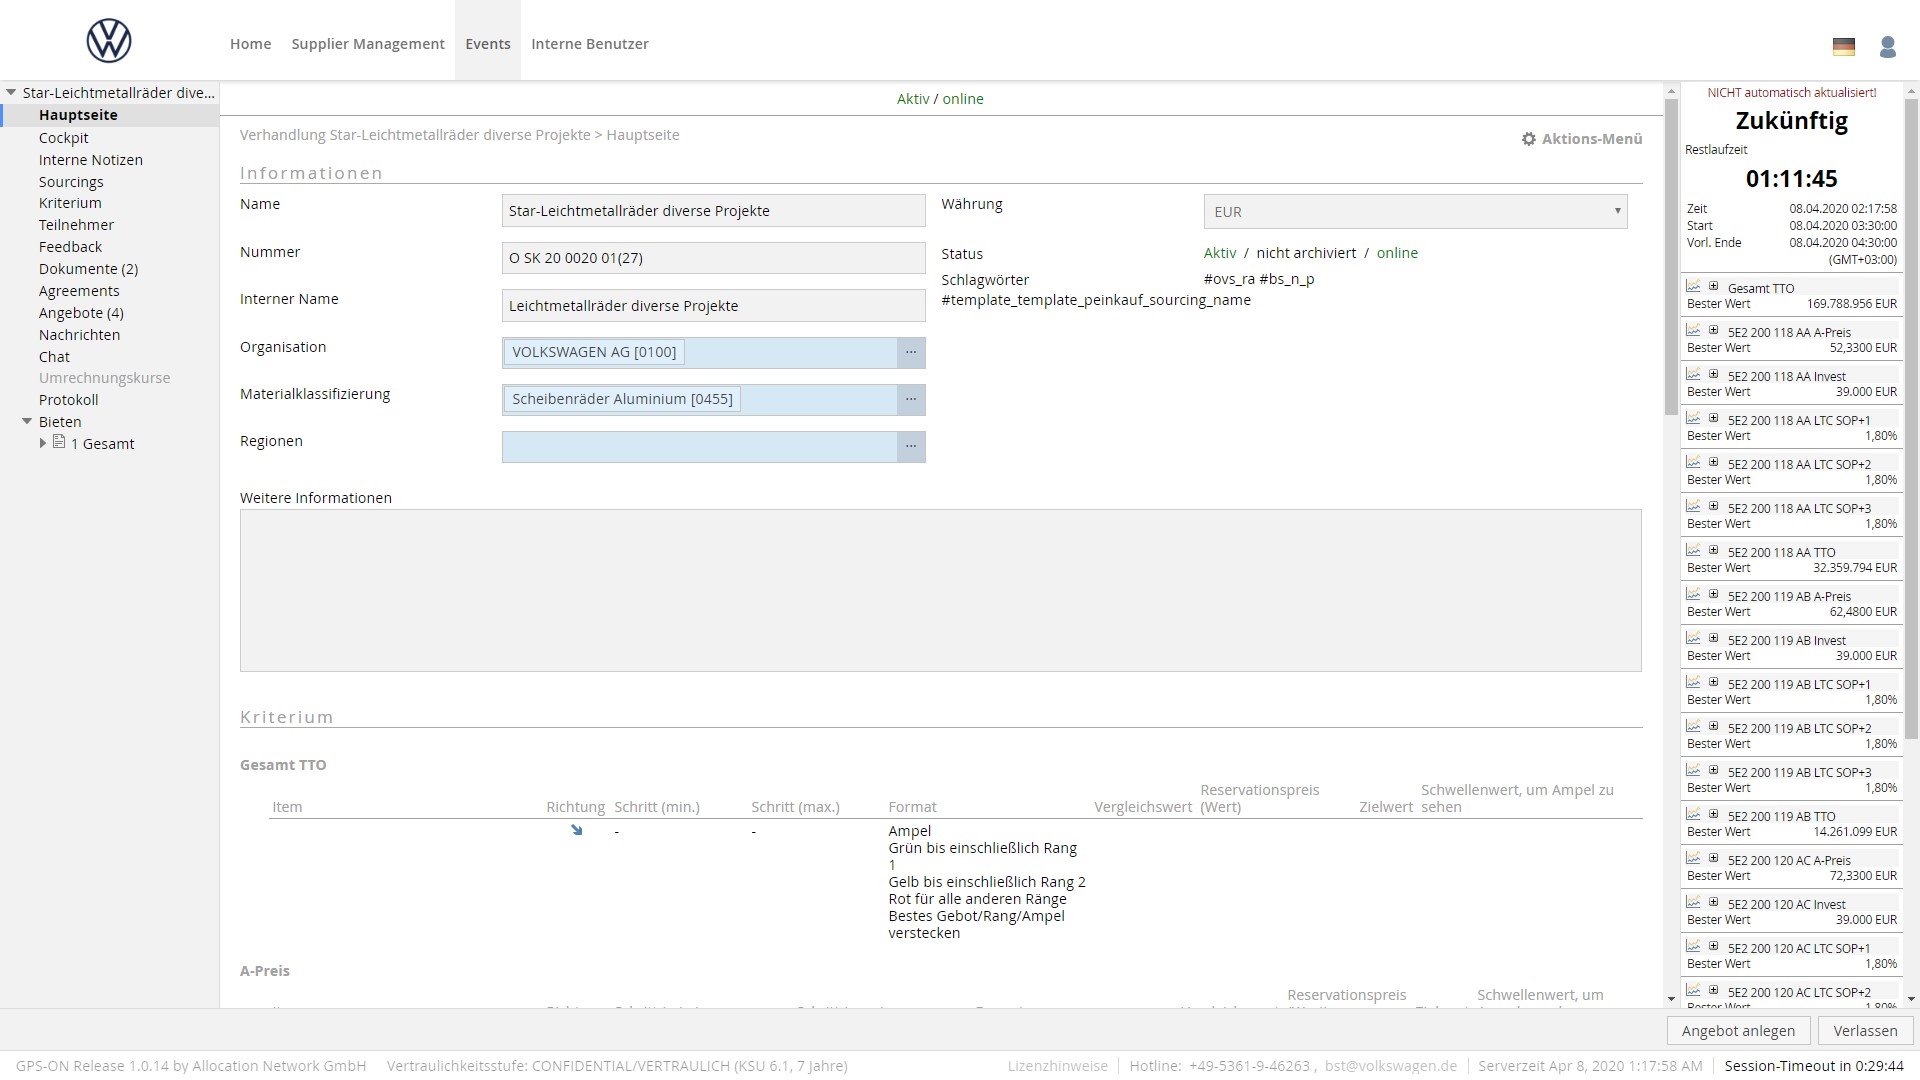 Home
Supplier Management
Events
Interne Benutzer
Star-Leichtmetallräder dive...
Hauptseite
Cockpit
Interne Notizen
Sourcings
Kriterium
Teilnehmer
Feedback
Dokumente (2)
Agreements
Angebote (4)
Nachrichten
Chat
Umrechnungskurse
Protokoll
Bieten
1 Gesamt
Aktiv / online
Verhandlung Star-Leichtmetallräder diverse Projekte > Hauptseite
Aktions-Menü
Informationen
Name
Star-Leichtmetallräder diverse Projekte
Nummer
O SK 20 0020 01(27)
Interner Name
Leichtmetallräder diverse Projekte
Organisation
VOLKSWAGEN AG [0100]
...
Materialklassifizierung
Scheibenräder Aluminium [0455]
...
Regionen
...
Währung
EUR
Status
Aktiv / nicht archiviert / online
Schlagwörter
#ovs_ra #bs_n_p
#template_template_peinkauf_sourcing_name
Weitere Informationen
Kriterium
Gesamt TTO
Item
Richtung
Schritt (min.)
Schritt (max.)
Format
Vergleichswert
Reservationspreis
(Wert)
Zielwert
Schwellenwert, um Ampel zu
sehen
-
-
Ampel
Grün bis einschließlich Rang
1
Gelb bis einschließlich Rang 2
Rot für alle anderen Ränge
Bestes Gebot/Rang/Ampel
verstecken
A-Preis
Reservationspreis
Schwellenwert, um
NICHT automatisch aktualisiert!
Zukünftig
Restlaufzeit
01:11:45
Zeit 08.04.2020 02:17:58
Start 08.04.2020 03:30:00
Vorl. Ende 08.04.2020 04:30:00
(GMT+03:00)
Gesamt TTO
Bester Wert 169.788.956 EUR
5E2 200 118 AA A-Preis
Bester Wert 52,3300 EUR
5E2 200 118 AA Invest
Bester Wert 39.000 EUR
5E2 200 118 AA LTC SOP+1
Bester Wert 1,80%
5E2 200 118 AA LTC SOP+2
Bester Wert 1,80%
5E2 200 118 AA LTC SOP+3
Bester Wert 1,80%
5E2 200 118 AA TTO
Bester Wert 32.359.794 EUR
5E2 200 119 AB A-Preis
Bester Wert 62,4800 EUR
5E2 200 119 AB Invest
Bester Wert 39.000 EUR
5E2 200 119 AB LTC SOP+1
Bester Wert 1,80%
5E2 200 119 AB LTC SOP+2
Bester Wert 1,80%
5E2 200 119 AB LTC SOP+3
Bester Wert 1,80%
5E2 200 119 AB TTO
Bester Wert 14.261.099 EUR
5E2 200 120 AC A-Preis
Bester Wert 72,3300 EUR
5E2 200 120 AC Invest
Bester Wert 39.000 EUR
5E2 200 120 AC LTC SOP+1
Bester Wert 1,80%
5E2 200 120 AC LTC SOP+2
Bester Wert 1,80%
Angebot anlegen
Verlassen
GPS-ON Release 1.0.14 by Allocation Network GmbH
Vertraulichkeitsstufe: CONFIDENTIAL/VERTRAULICH (KSU 6.1, 7 Jahre)
Lizenzhinweise
Hotline: +49-5361-9-46263 , bst@volkswagen.de
Serverzeit Apr 8, 2020 1:17:58 AM
Session-Timeout in 0:29:44